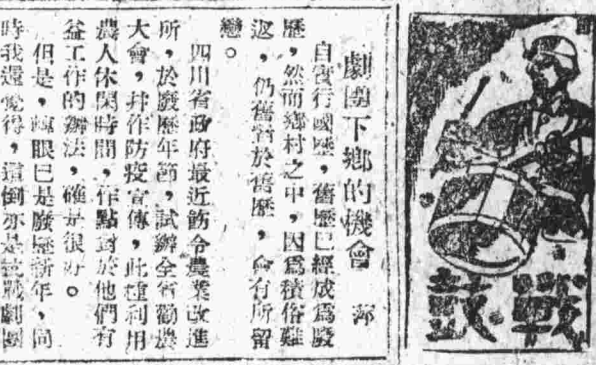 戰鼓
劇團下鄉的機會
自實行國歷,舊歷已經成爲廢
歷,然而鄉村之中,因爲積俗難
返,仍舊習於舊歷,會有所留
戀。
四川省政府最近飭令農業改進
所,於廢歷年節,試辦全省勸農
大會,幷作防疫宣傳,此種利用
農人休閑時間,作點對於他們有
益工作的辦法,確是很好。
但是,轉眼已是廢歷新年,同
時我還覺得,這倒亦是抗戰劇團